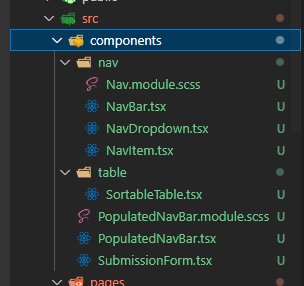 public
src
components
nav
Nav.module.scss U
NavBar.tsx U
NavDropdown.tsx U
NavItem.tsx U
table
SortableTable.tsx U
PopulatedNavBar.module.scss U
PopulatedNavBar.tsx U
SubmissionForm.tsx U
pages